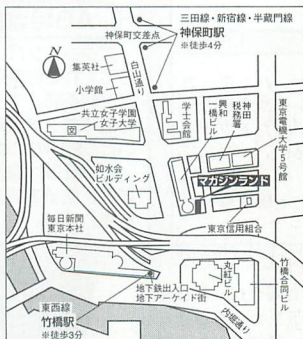 三田線・新宿線・半蔵門線
神保町駅
※徒歩4分
神保町交差点
N
集英社
小学館
白山通り
共立女子学園
女子大学
図
学士会館
興和一橋ビル
神田税務署
東京電機大学5号館
如水会
ビルディング
マガジンランド
毎日新聞
東京本社
東京信用組合
丸紅ビル
竹橋合同ビル
地下鉄出入口
地下アーケイド街
内堀通り
東西線
竹橋駅
※徒歩3分